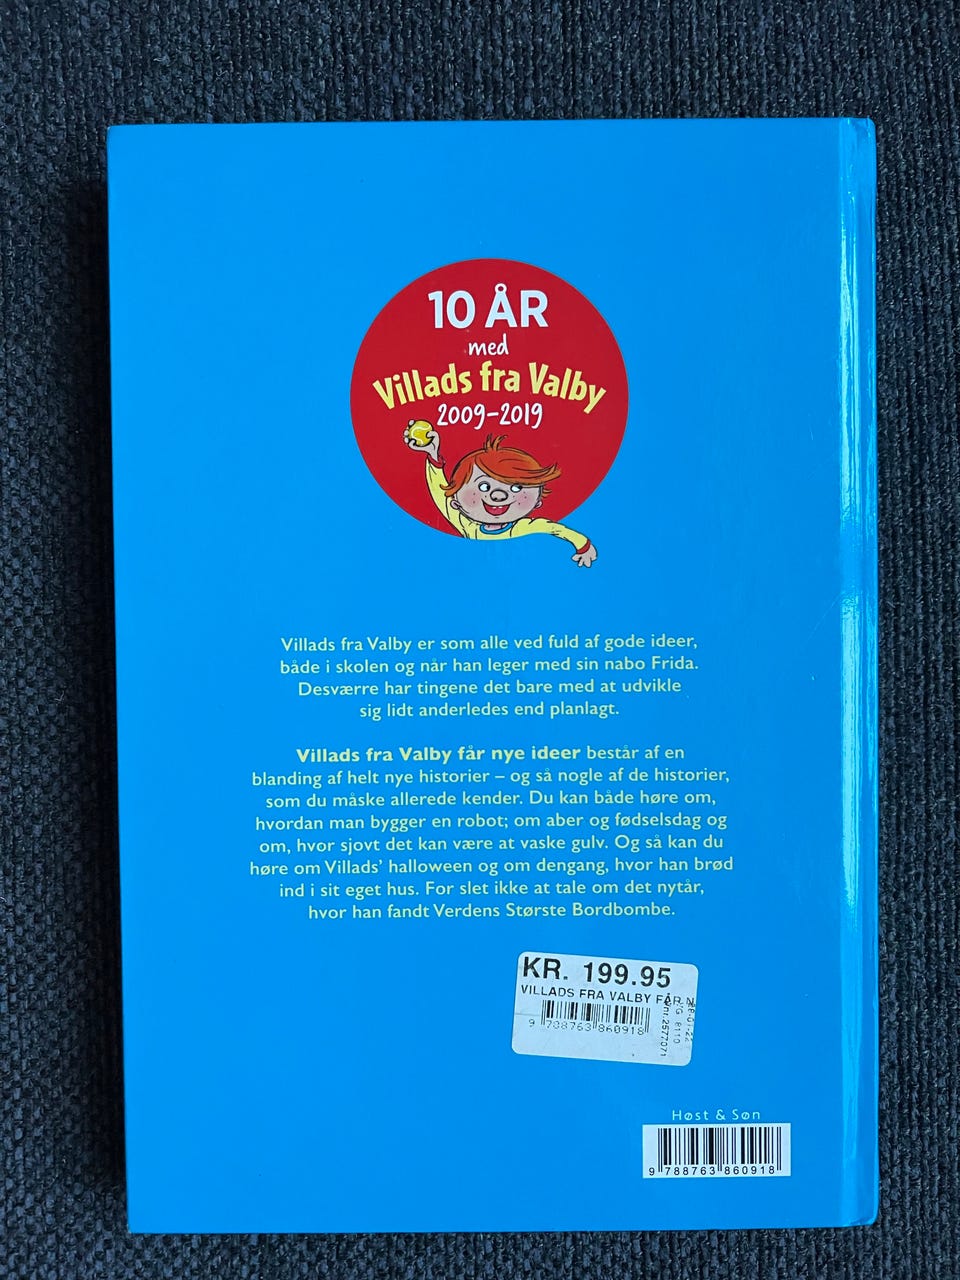 10 ÅR
med
Villads fra Valby
2009-2019
Villads fra Valby er som alle ved fuld af gode ideer,
både i skolen og når han leger med sin nabo Frida.
Desværre har tingene det bare med at udvikle
sig lidt anderledes end planlagt.
Villads fra Valby får nye ideer består af en
blanding af helt nye historier – og så nogle af de historier,
som du måske allerede kender. Du kan både høre om,
hvordan man bygger en robot; om aber og fødselsdag og
om, hvor sjovt det kan være at vaske gulv. Og så kan du
høre om Villads' halloween og om dengang, hvor han brød
ind i sit eget hus. For slet ikke at tale om det nytår,
hvor han fandt Verdens Største Bordbombe.
KR. 199.95
VILLADS FRA VALBY FÅR N
9 788763 860918
VG. 8110
2577071
Høst & Søn
9 788763 860918